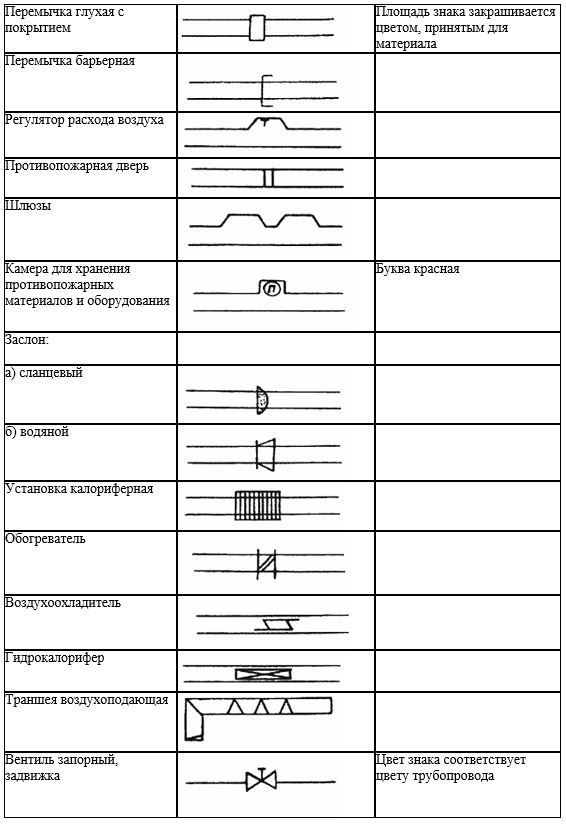 Перемычка глухая с
покрытием
Площадь знака закрашивается
цветом, принятым для
материала
Перемычка барьерная
Регулятор расхода воздуха
Противопожарная дверь
Шлюзы
Камера для хранения
противопожарных
материалов и оборудования
П
Буква красная
Заслон:
а) сланцевый
б) водяной
Установка калориферная
Обогреватель
Воздухоохладитель
Гидрокалорифер
Траншея воздухоподающая
Вентиль запорный,
задвижка
Цвет знака соответствует
цвету трубопровода